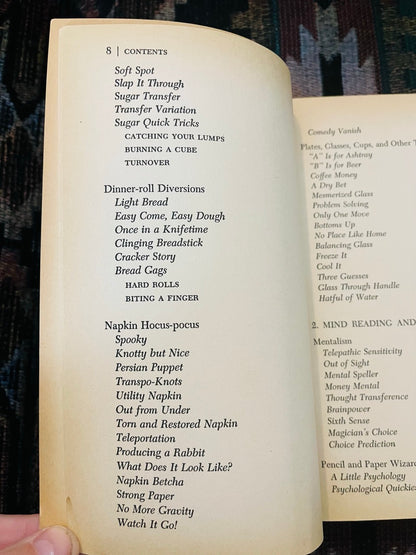 8 | CONTENTS
Soft Spot
Slap It Through
Sugar Transfer
Transfer Variation
Sugar Quick Tricks
CATCHING YOUR LUMPS
BURNING A CUBE
TURNOVER
Dinner-roll Diversions
Light Bread
Easy Come, Easy Dough
Once in a Knifetime
Clinging Breadstick
Cracker Story
Bread Gags
HARD ROLLS
BITING A FINGER
Napkin Hocus-pocus
Spooky
Knotty but Nice
Persian Puppet
Transpo-Knots
Utility Napkin
Out from Under
Torn and Restored Napkin
Teleportation
Producing a Rabbit
What Does It Look Like?
Napkin Betcha
Strong Paper
No More Gravity
Watch It Go!
Comedy Vanish
Plates, Glasses, Cups, and Other T
"A" Is for Ashtray
"B" Is for Beer
Coffee Money
A Dry Bet
Mesmerized Glass
Problem Solving
Only One Move
Bottoms Up
No Place Like Home
Balancing Glass
Freeze It
Cool It
Three Guesses
Glass Through Handle
Hatful of Water
2. MIND READING AND
Mentalism
Telepathic Sensitivity
Out of Sight
Mental Speller
Money Mental
Thought Transference
Brainpower
Sixth Sense
Magician's Choice
Choice Prediction
Pencil and Paper Wizard
A Little Psychology
Psychological Quickies